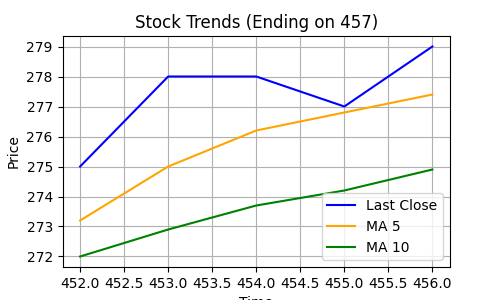 Stock Trends (Ending on 457)
Price
279
278
277
276
275
274
273
272
Last Close
MA 5
MA 10
452.0 452.5 453.0 453.5 454.0 454.5 455.0 455.5 456.0
Time